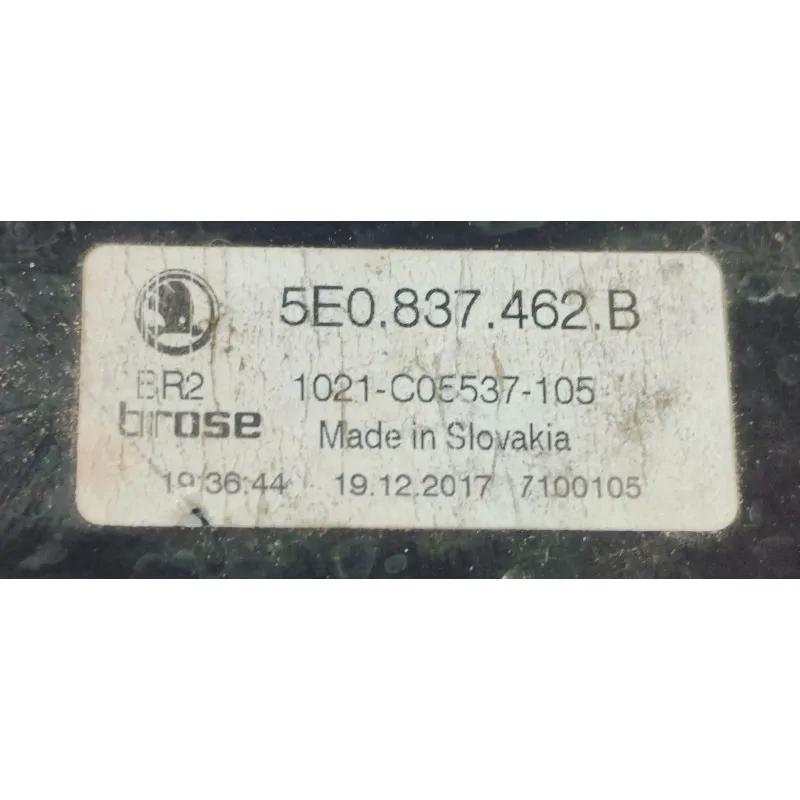 5E0.837.462.B
BR2 1021-C05537-105
brose Made in Slovakia
19:36:44 19.12.2017 7100105